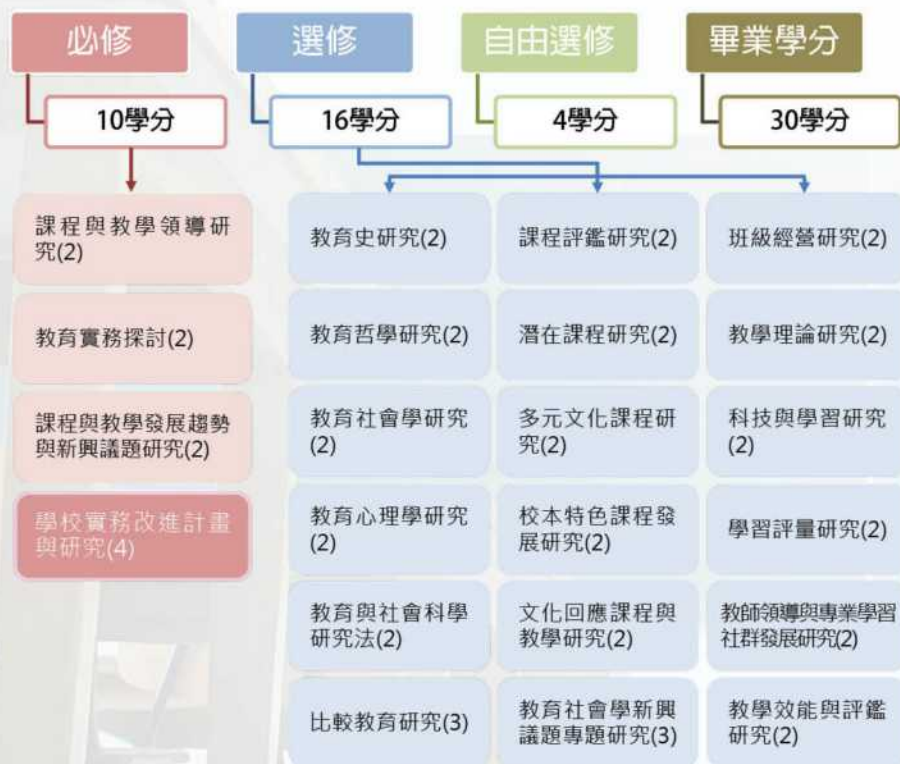 必修
選修
自由選修
畢業學分
10學分
16學分
4學分
30學分
課程與教學領導研
究(2)
教育實務探討(2)
課程與教學發展趨勢
與新興議題研究(2)
學校實務改進計畫
與研究(4)
教育史研究(2)
教育哲學研究(2)
教育社會學研究
(2)
教育心理學研究
(2)
教育與社會科學
研究法(2)
比較教育研究(3)
課程評鑑研究(2)
潛在課程研究(2)
多元文化課程研
究(2)
校本特色課程發
展研究(2)
文化回應課程與
教學研究(2)
教育社會學新興
議題專題研究(3)
班級經營研究(2)
教學理論研究(2)
科技與學習研究
(2)
學習評量研究(2)
教師領導與專業學習
社群發展研究(2)
教學效能與評鑑
研究(2)